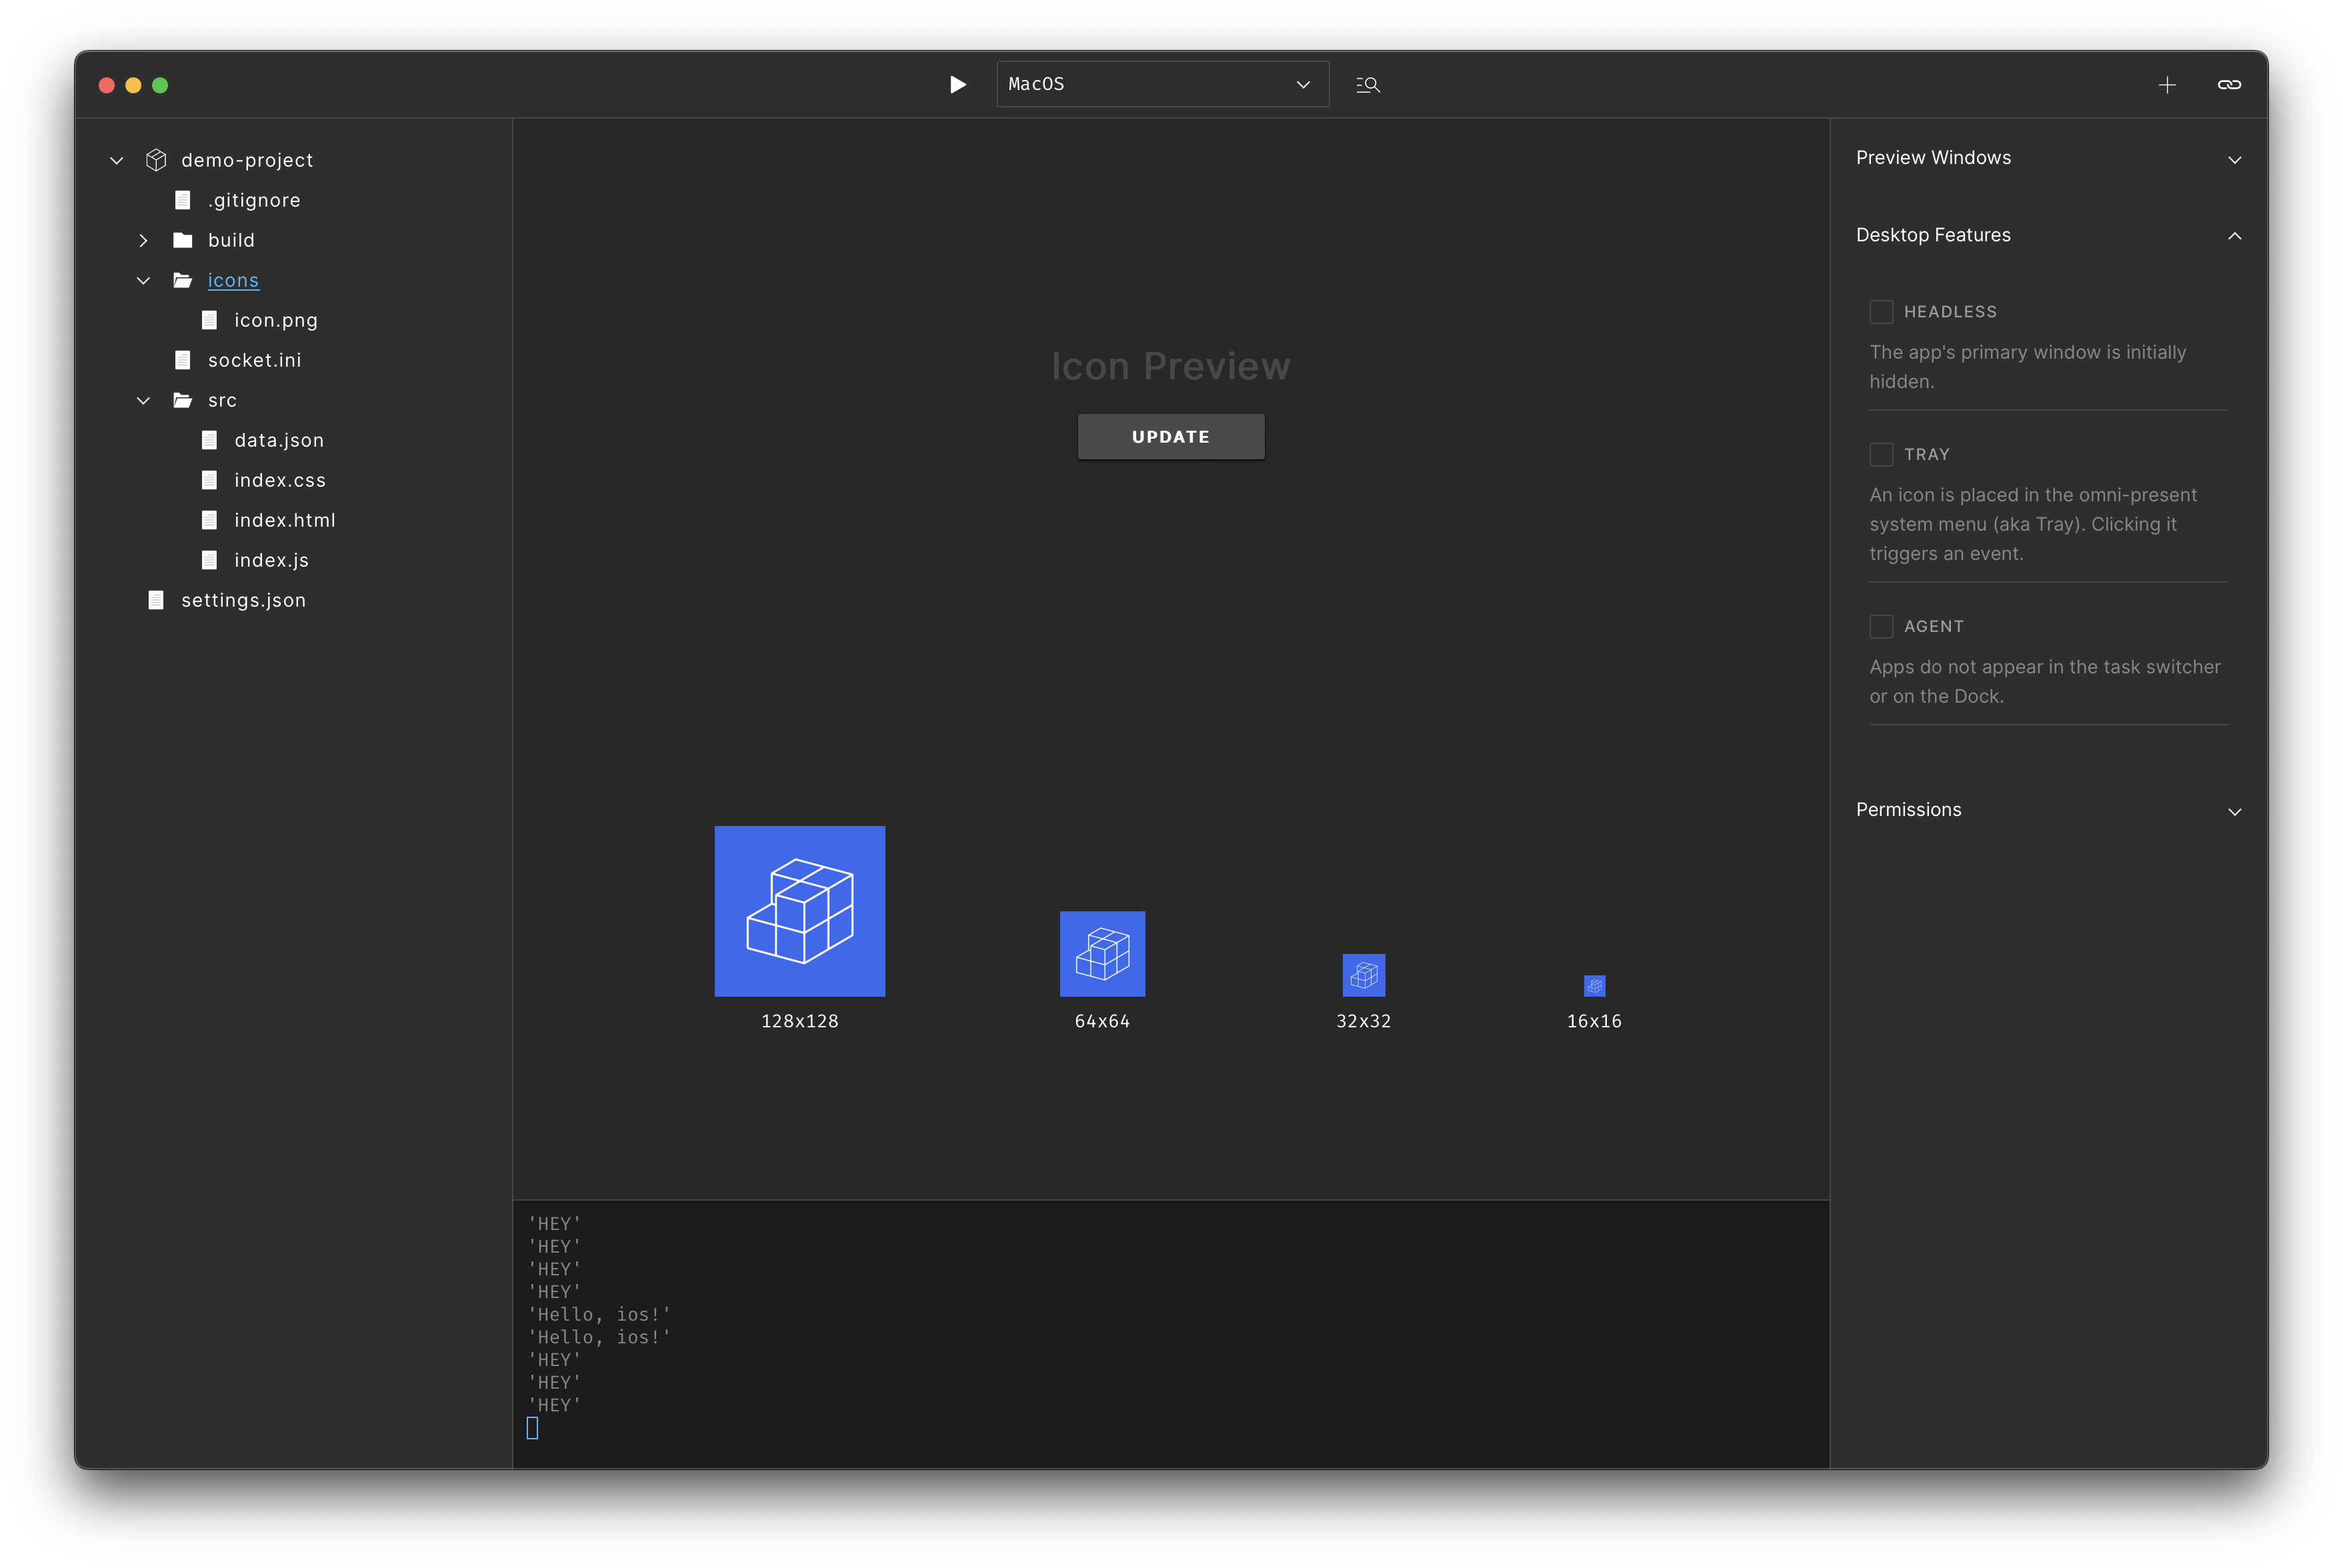 MacOS
demo-project
.gitignore
build
icons
icon.png
socket.ini
src
data.json
index.css
index.html
index.js
settings.json
Icon Preview
UPDATE
128x128
64x64
32x32
16x16
'HEY'
'HEY'
'HEY'
'HEY'
'Hello, ios!'
'Hello, ios!'
'HEY'
'HEY'
'HEY'
Preview Windows
Desktop Features
HEADLESS
The app's primary window is initially
hidden.
TRAY
An icon is placed in the omni-present
system menu (aka Tray). Clicking it
triggers an event.
AGENT
Apps do not appear in the task switcher
or on the Dock.
Permissions